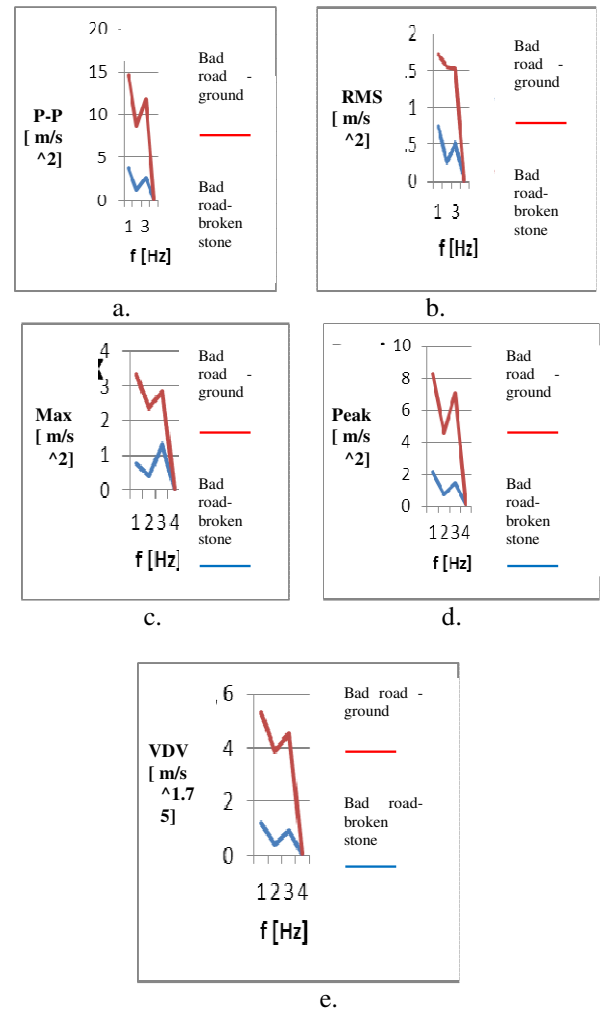 20
15
10
5
0
P-P
[ m/s
^2]
1 3
f [Hz]
Bad
road -
ground
Bad
road-
broken
stone
a.
2
.5
1
.5
0
RMS
[ m/s
^2]
1 3
f [Hz]
Bad
road -
ground
Bad
road-
broken
stone
b.
4
3
2
1
0
Max
[ m/s
^2]
1 2 3 4
f [Hz]
Bad
road -
ground
Bad
road-
broken
stone
c.
10
8
6
4
2
0
Peak
[ m/s
^2]
1 2 3 4
f [Hz]
Bad
road -
ground
Bad
road-
broken
stone
d.
6
4
2
0
VDV
[ m/s
^1.7
5]
1 2 3 4
f [Hz]
Bad road -
ground
Bad road-
broken
stone
e.